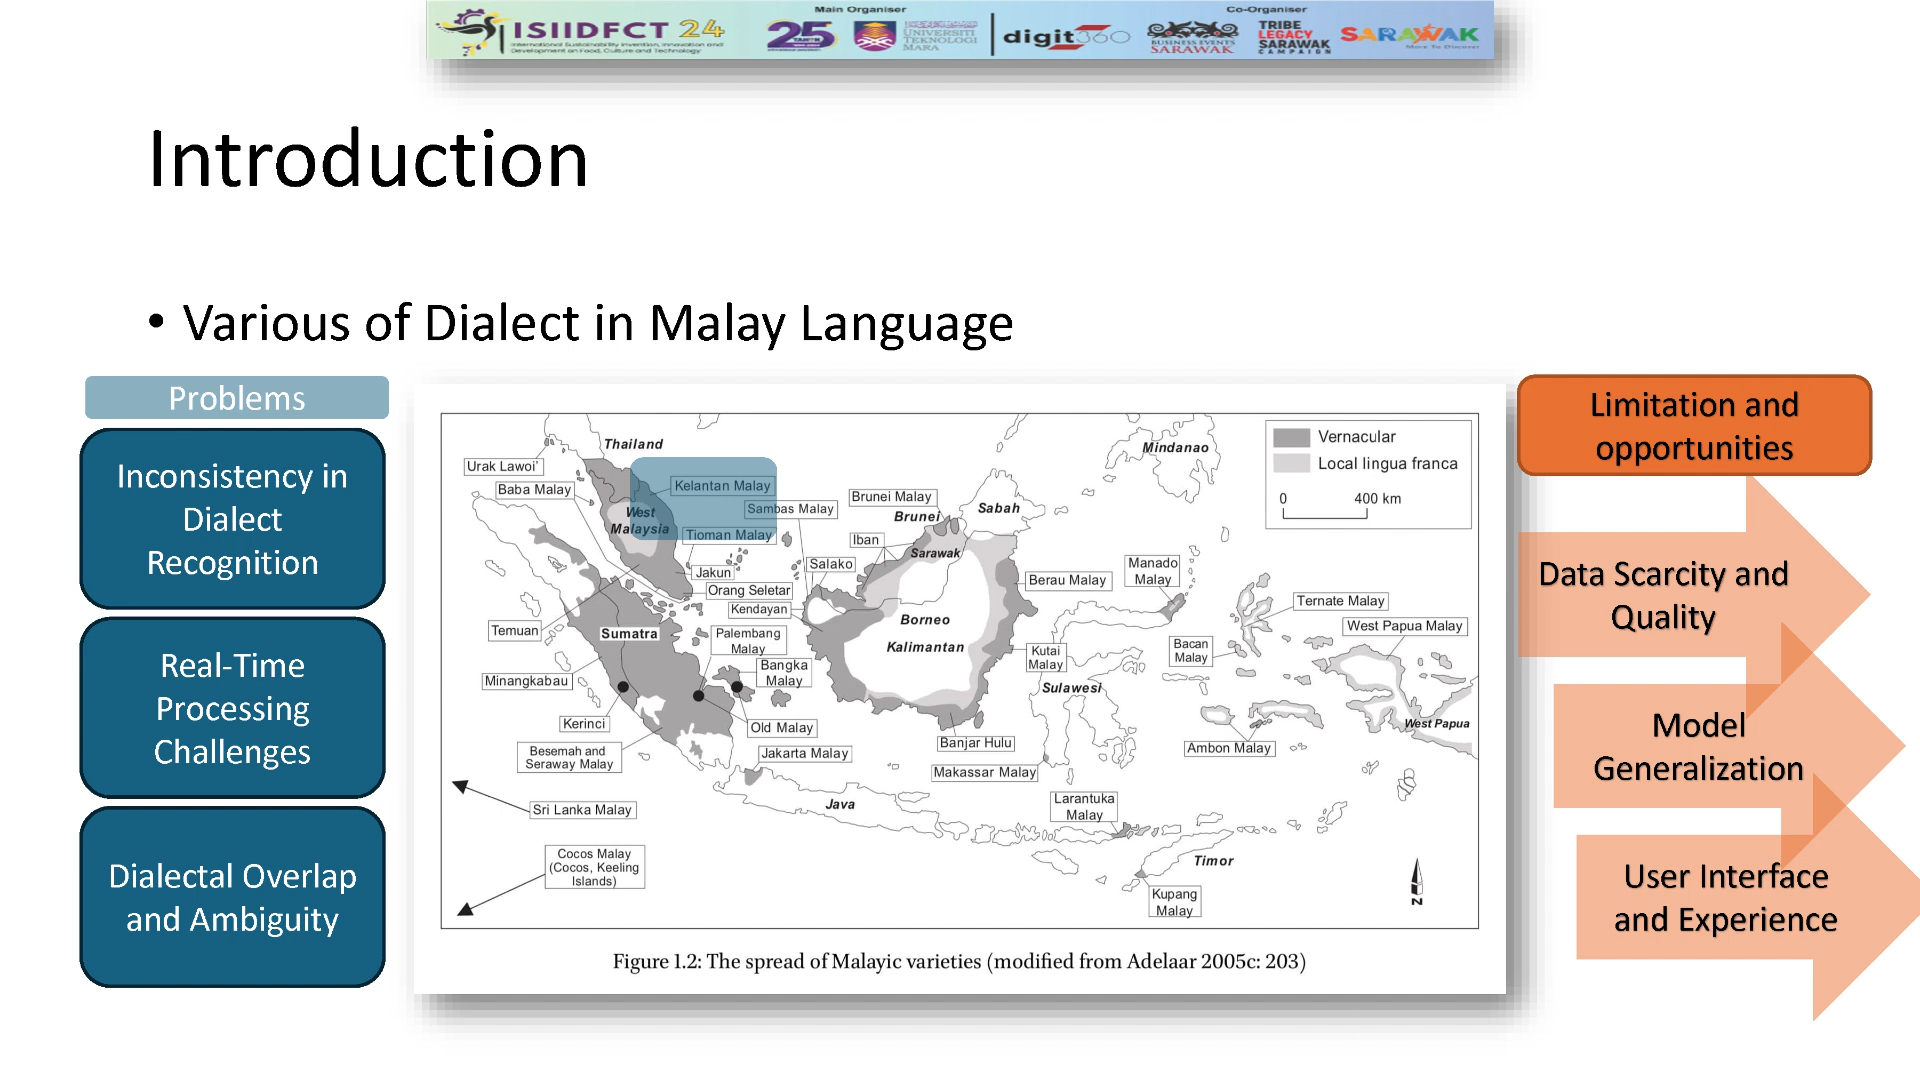 Main Organiser
Co-Organiser
ISIIDFCT 24
International Sustainability Invention, Innovation and
Development on Food, Culture and Technology
25
UNIVERSITI
TEKNOLOGI
MARA
digit360
BUSINESS EVENTS
SARAWAK
TRIBE
LEGACY
SARAWAK
CAMPAIGN
SARAWAK
More To Discover
Introduction
• Various of Dialect in Malay Language
Problems
Inconsistency in
Dialect
Recognition
Real-Time
Processing
Challenges
Dialectal Overlap
and Ambiguity
Thailand
Urak Lawoi'
Baba Malay
Kelantan Malay
West
Malaysia
Sambas Malay
Tioman Malay
Brunei Malay
Brunei
Sabah
Mindanao
Vernacular
Local lingua franca
0 400 km
Iban
Sarawak
Salako
Jakun
Orang Seletar
Kendayan
Berau Malay
Manado
Malay
Ternate Malay
West Papua Malay
Temuan
Sumatra
Palembang
Malay
Borneo
Kalimantan
Kutai
Malay
Bacan
Malay
Bangka
Malay
Minangkabau
Sulawesi
Kerinci
Old Malay
West Papua
Besemah and
Seraway Malay
Jakarta Malay
Banjar Hulu
Ambon Malay
Makassar Malay
Sri Lanka Malay
Java
Larantuka
Malay
Cocos Malay
(Cocos, Keeling
Islands)
Timor
Kupang
Malay
N
Figure 1.2: The spread of Malayic varieties (modified from Adelaar 2005c: 203)
Limitation and
opportunities
Data Scarcity and
Quality
Model
Generalization
User Interface
and Experience